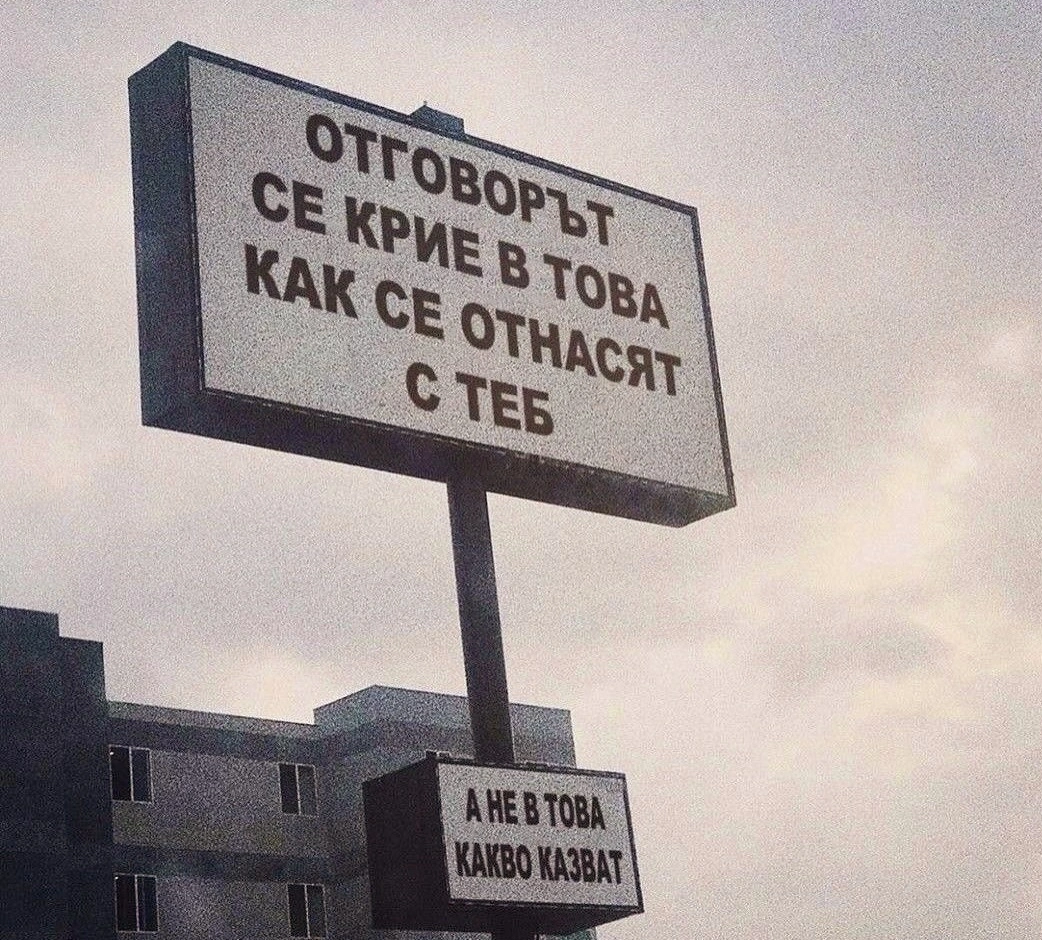 ОТГОВОРЪТ
СЕ КРИЕ В ТОВА
КАК СЕ ОТНАСЯТ
С ТЕБ
А НЕ В ТОВА
КАКВО КАЗВАТ